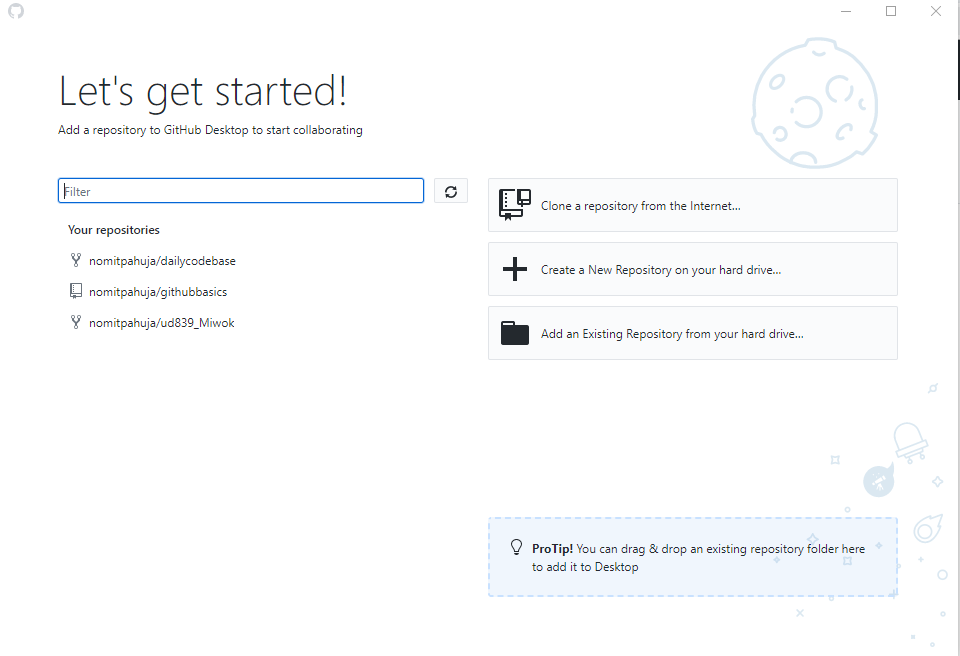 Let's get started!
Add a repository to GitHub Desktop to start collaborating
Filter
Your repositories
nomitpahuja/dailycodebase
nomitpahuja/githubbasics
nomitpahuja/ud839_Miwok
Clone a repository from the Internet...
Create a New Repository on your hard drive...
Add an Existing Repository from your hard drive...
ProTip! You can drag & drop an existing repository folder here
to add it to Desktop